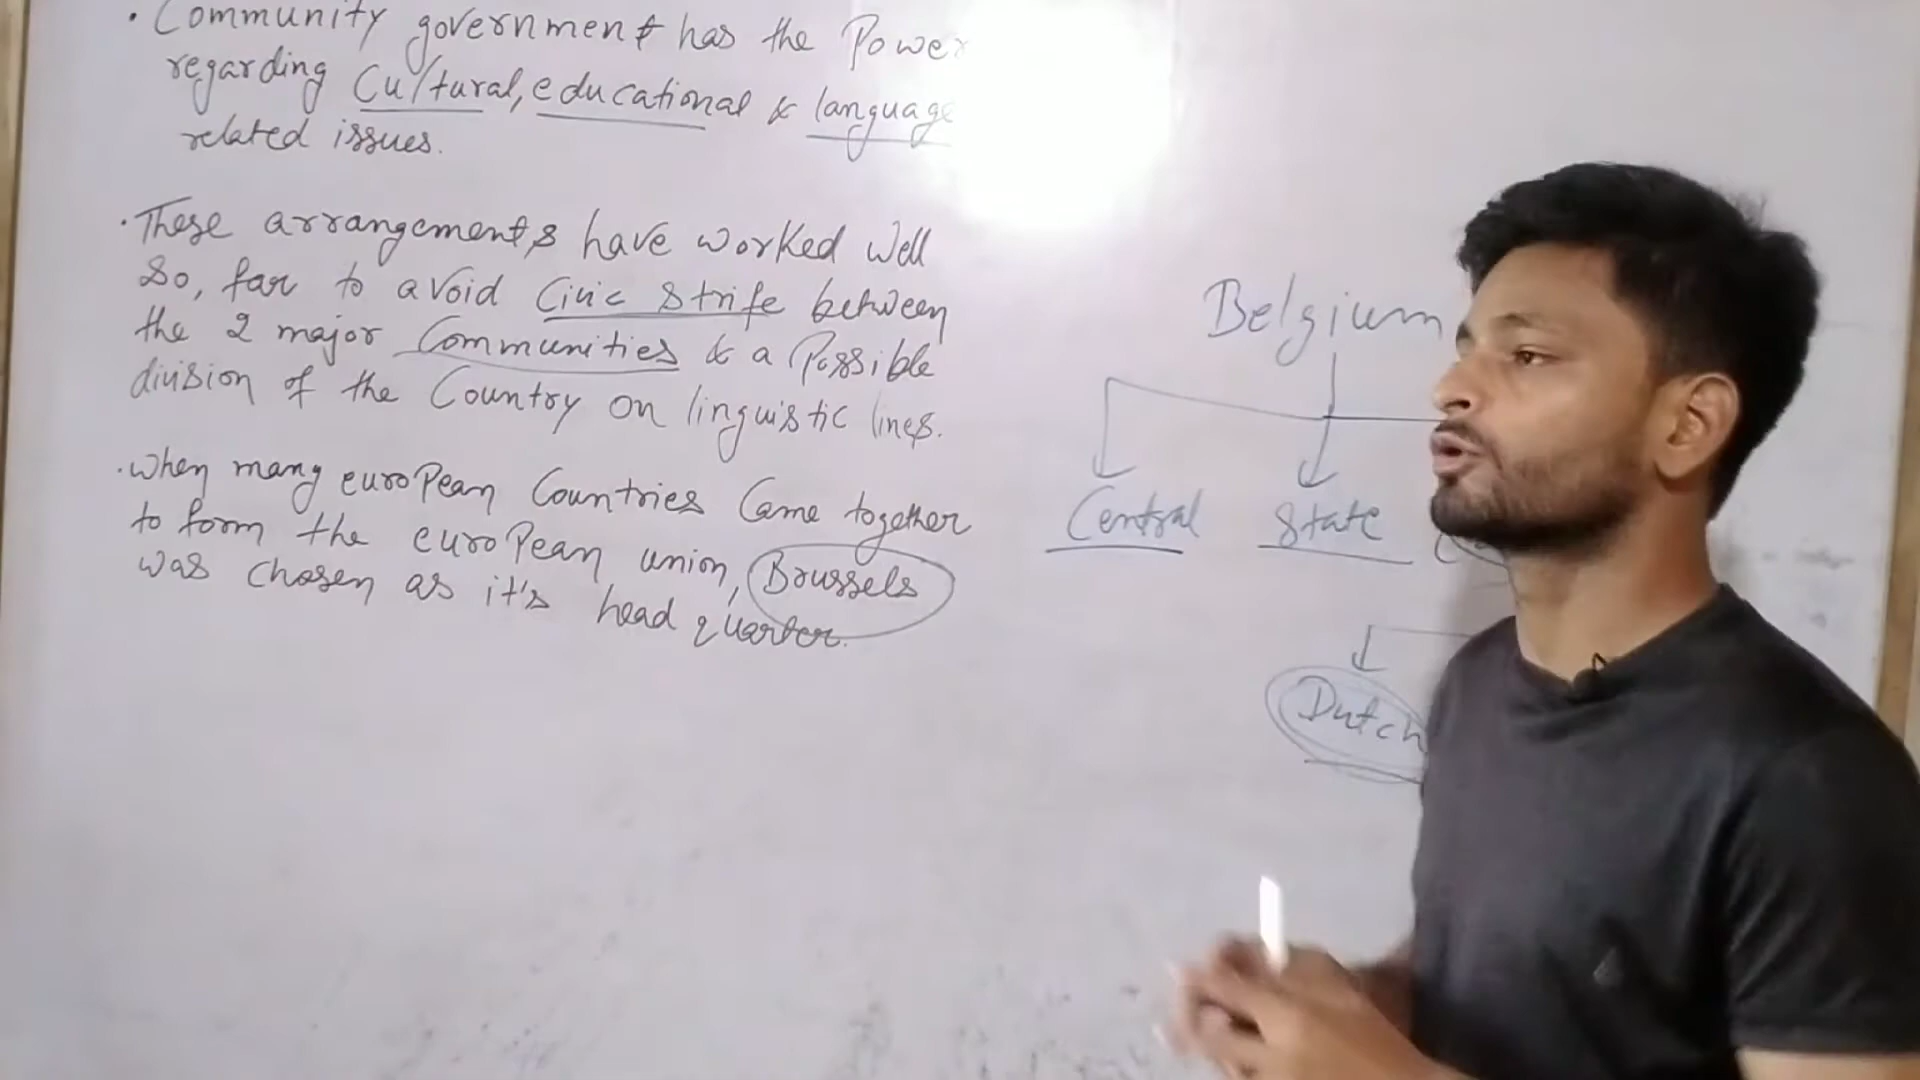 • Community government has the Power
regarding Cultural, educational & language
related issues.
• These arrangements have worked well
so, far to avoid Civic strife between
the 2 major Communities & a Possible
division of the Country on linguistic lines.
• When many euroPean Countries Came together
to form the euroPean union, Brussels
was chosen as it's head quarter.
Belgium
Central State
Dutch